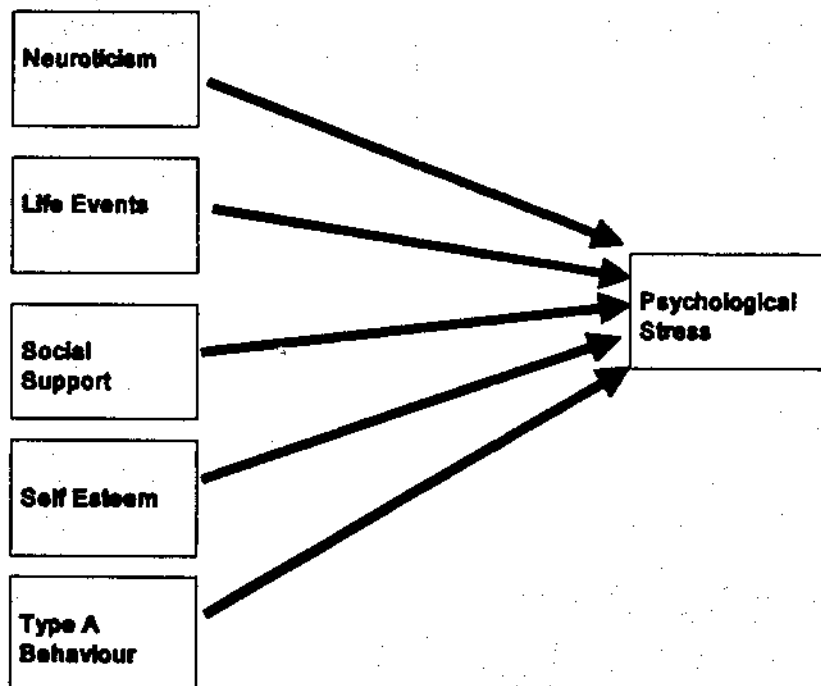 Neuroticism
Life Events
Social
Support
Self Esteem
Type A
Behaviour
Psychological
Stress